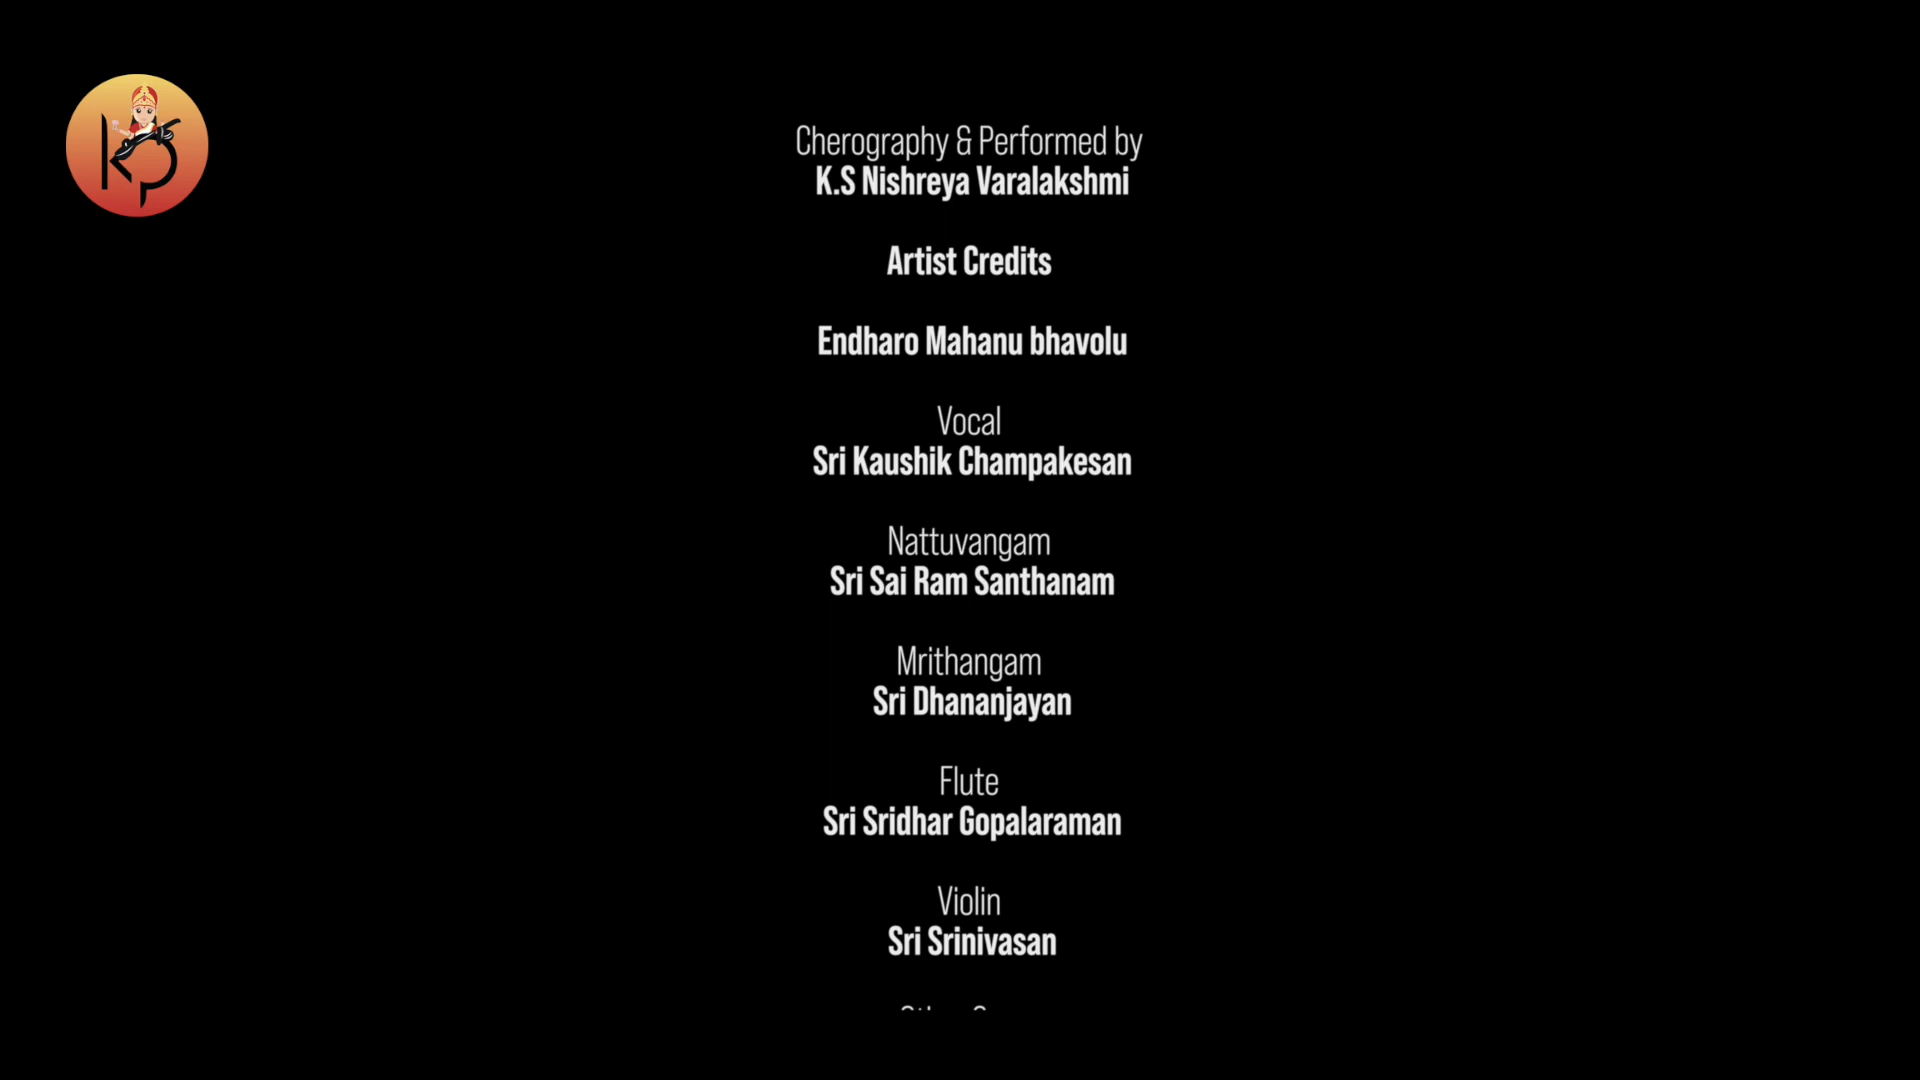 kp
Cherography & Performed by
K.S Nishreya Varalakshmi
Artist Credits
Endharo Mahanu bhavolu
Vocal
Sri Kaushik Champakesan
Nattuvangam
Sri Sai Ram Santhanam
Mrithangam
Sri Dhananjayan
Flute
Sri Sridhar Gopalaraman
Violin
Sri Srinivasan